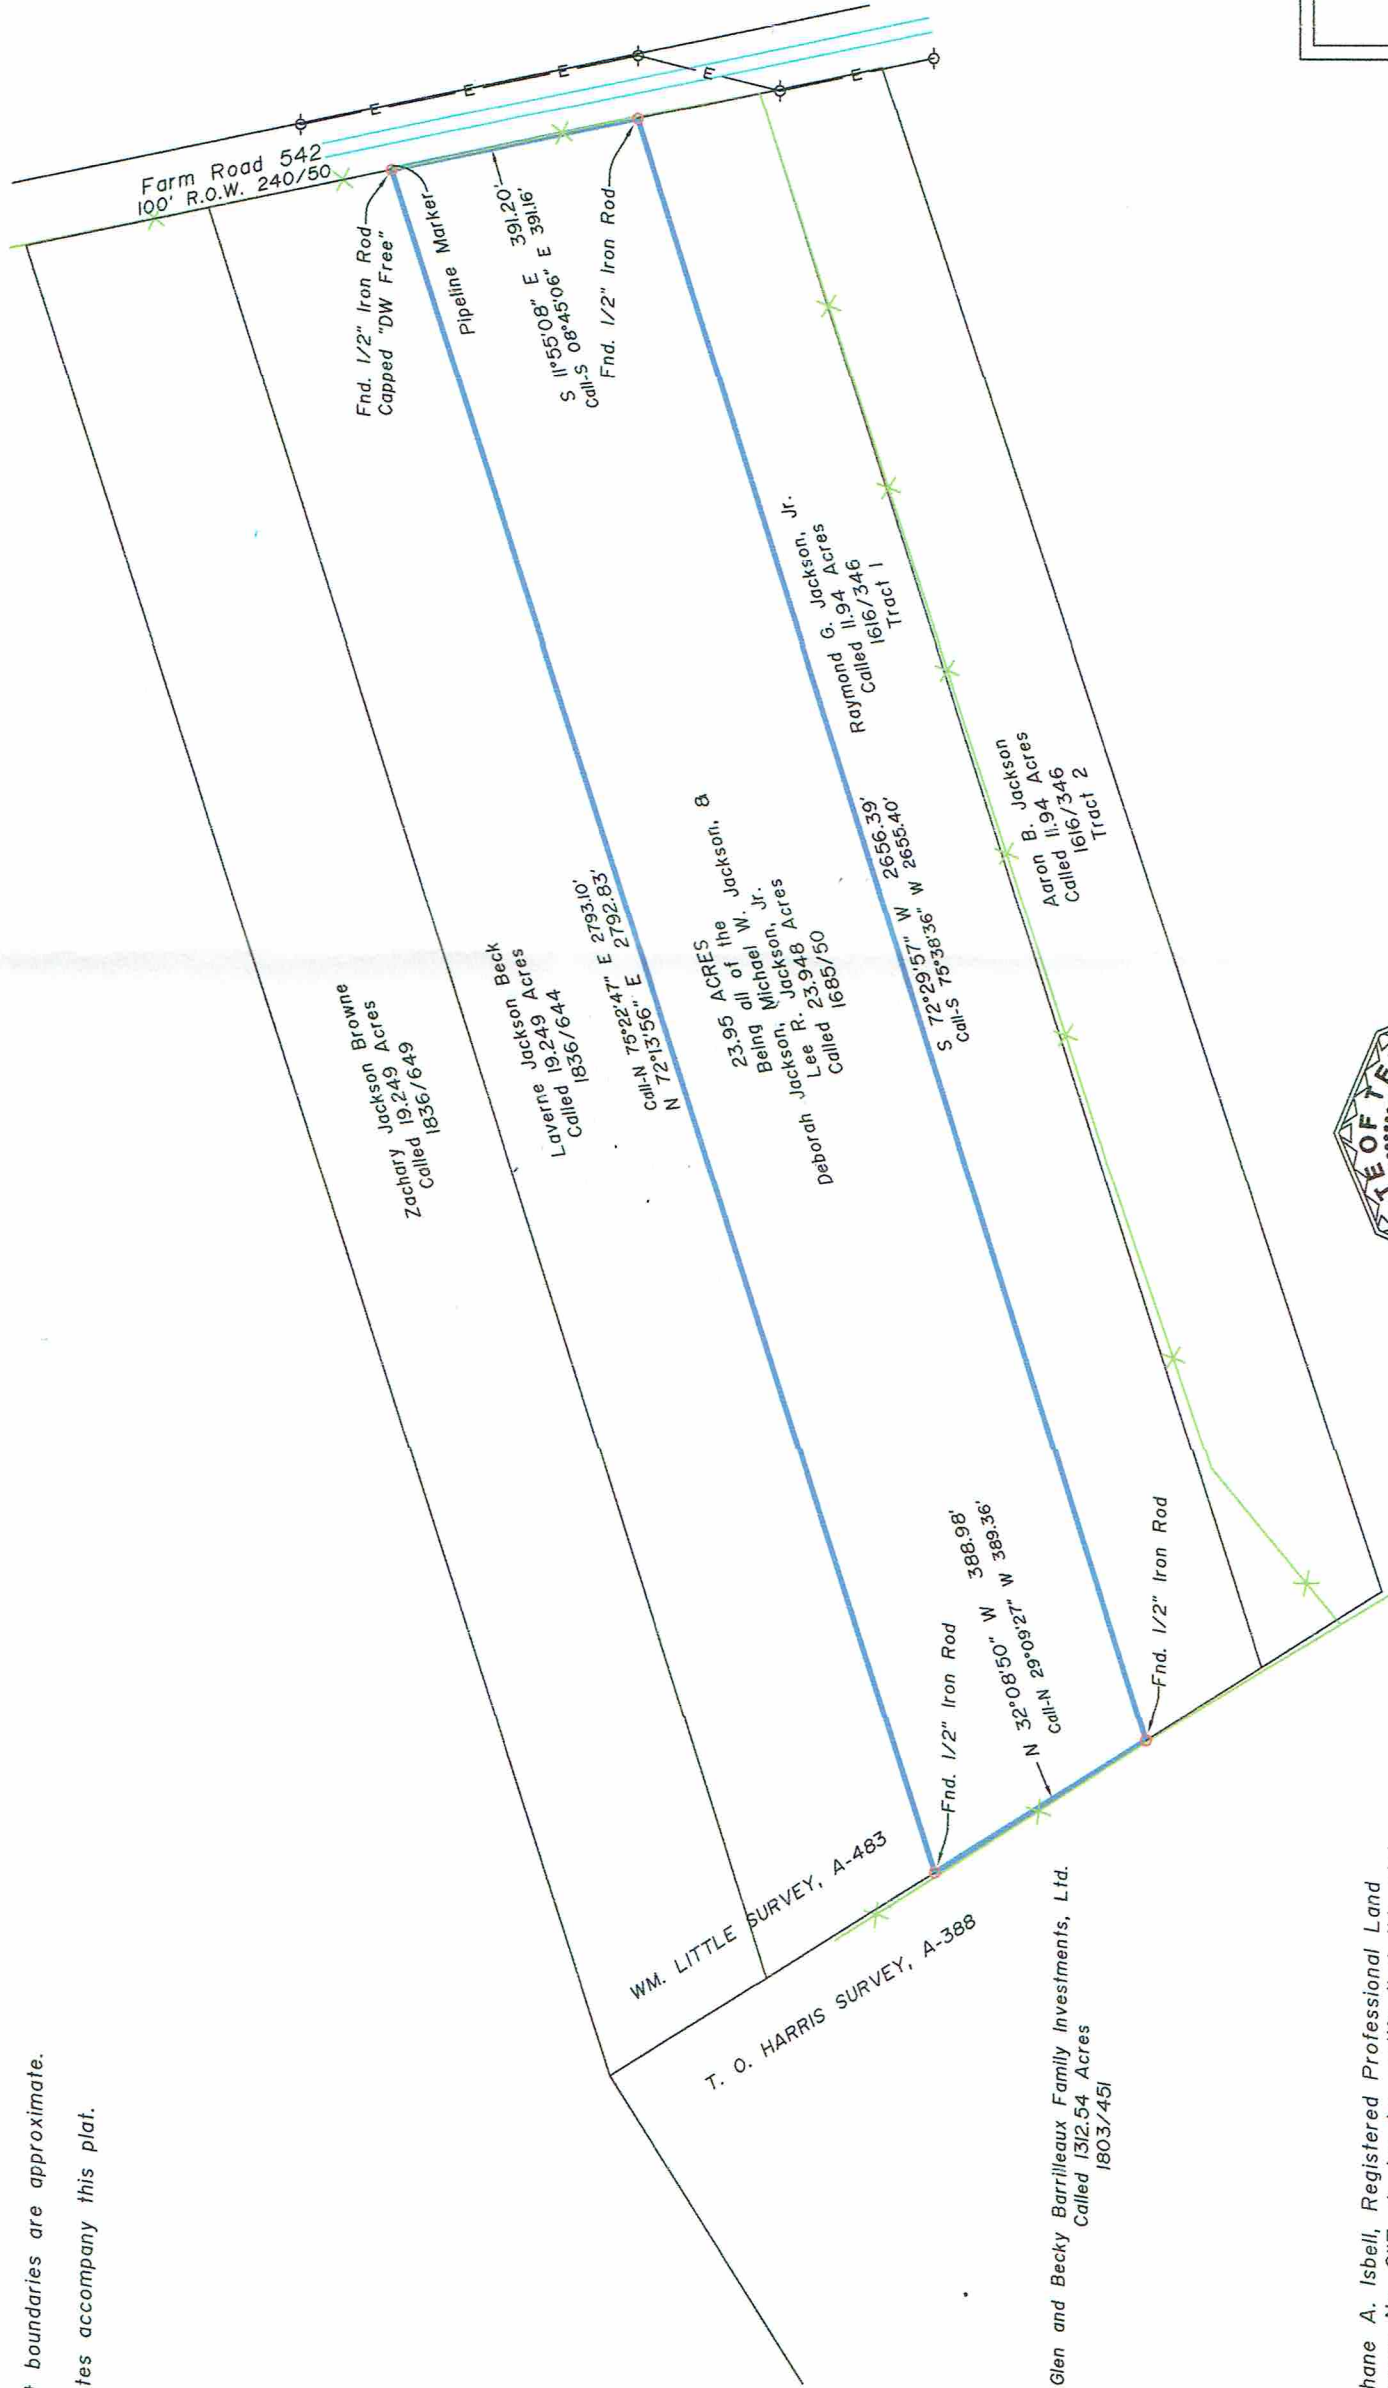 Farm Road 542
100' R.O.W. 240/50
Fnd. 1/2" Iron Rod
Capped "DW Free"
Pipeline Marker
S 11°55'08" E 391.20'
Call-S 08°45'06" E 391.16'
Fnd. 1/2" Iron Rod
E
E
E
E
E
Zachary Jackson Browne
Called 19.249 Acres
1836/649
Laverne Jackson Beck
Called 19.249 Acres
1836/644
Call-N 75°22'47" E 2793.10'
N 72°13'56" E 2792.83'
23.95 ACRES
Being all of the
Michael W. Jackson, &
Deborah Jackson, Jackson, Jr.
Lee R. Jackson
Called 23.948 Acres
1685/50
S 72°29'57" W 2656.39'
Call-S 75°38'36" W 2655.40'
Raymond G. Jackson, Jr.
Called 11.94 Acres
1616/346
Tract 1
Aaron B. Jackson
Called 11.94 Acres
1616/346
Tract 2
N 32°08'50" W 388.98'
Call-N 29°09'27" W 389.36'
Fnd. 1/2" Iron Rod
Fnd. 1/2" Iron Rod
WM. LITTLE SURVEY, A-483
T. O. HARRIS SURVEY, A-388
Glen and Becky Barrilleaux Family Investments, Ltd.
Called 1312.54 Acres
1803/451
boundaries are approximate.
tes accompany this plat.
hane A. Isbell, Registered Professional Land
TE OF TE